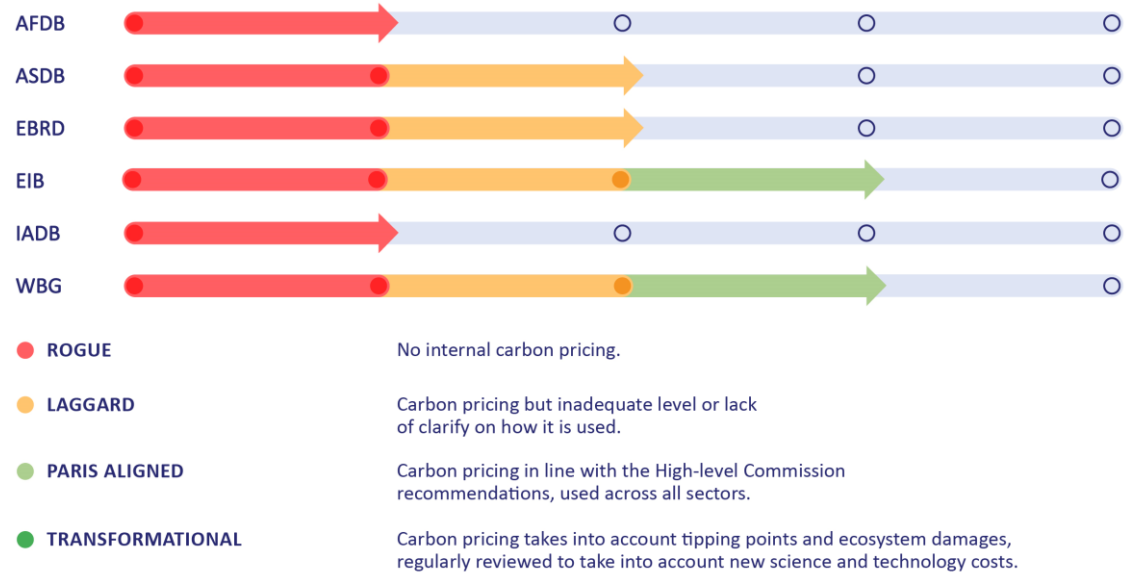 AFDB
ASDB
EBRD
EIB
IADB
WBG
ROGUE No internal carbon pricing.
LAGGARD Carbon pricing but inadequate level or lack
of clarify on how it is used.
PARIS ALIGNED Carbon pricing in line with the High-level Commission
recommendations, used across all sectors.
TRANSFORMATIONAL Carbon pricing takes into account tipping points and ecosystem damages,
regularly reviewed to take into account new science and technology costs.